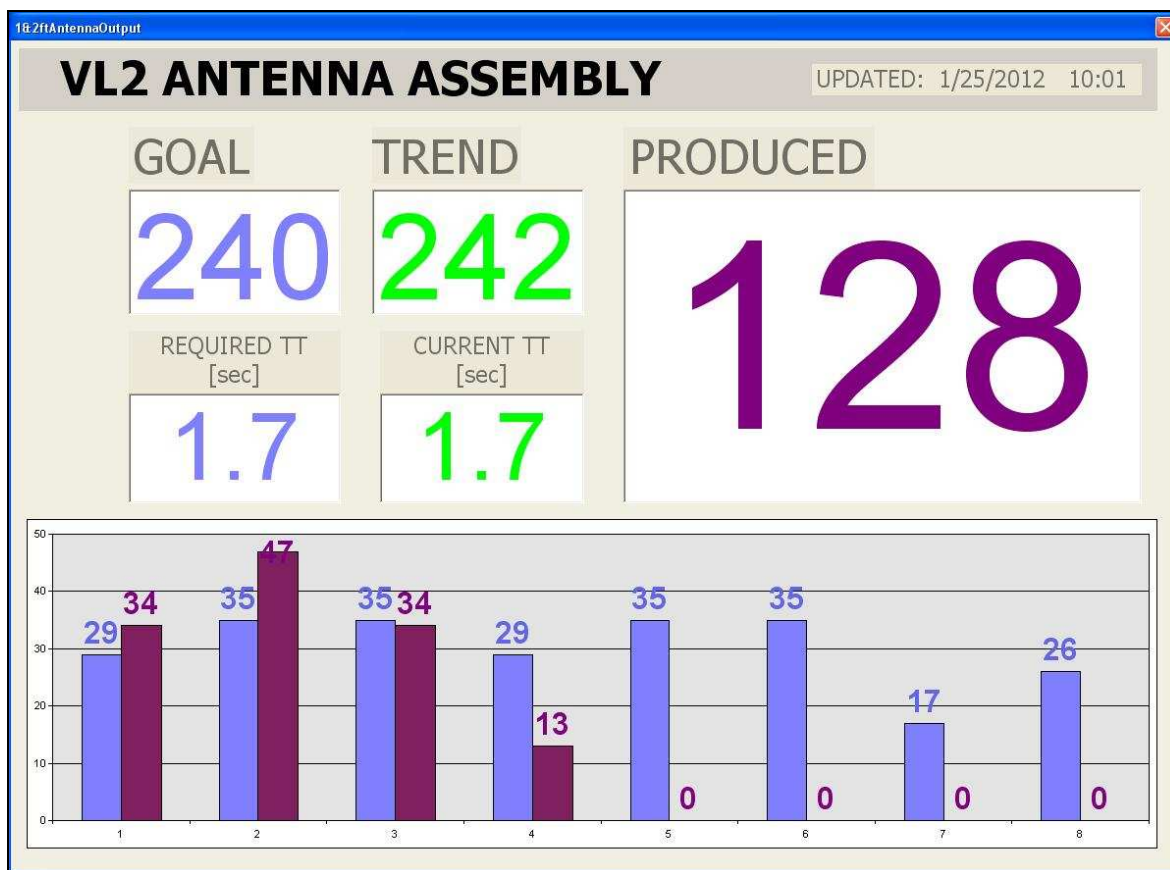 1&2ftAntennaOutput
VL2 ANTENNA ASSEMBLY
UPDATED: 1/25/2012 10:01
GOAL TREND PRODUCED
240 242 128
REQUIRED TT [sec]
CURRENT TT [sec]
1.7 1.7
50
40
30
20
10
0
29 34 35 47 35 34 29 13 35 0 35 0 17 0 26 0
1 2 3 4 5 6 7 8